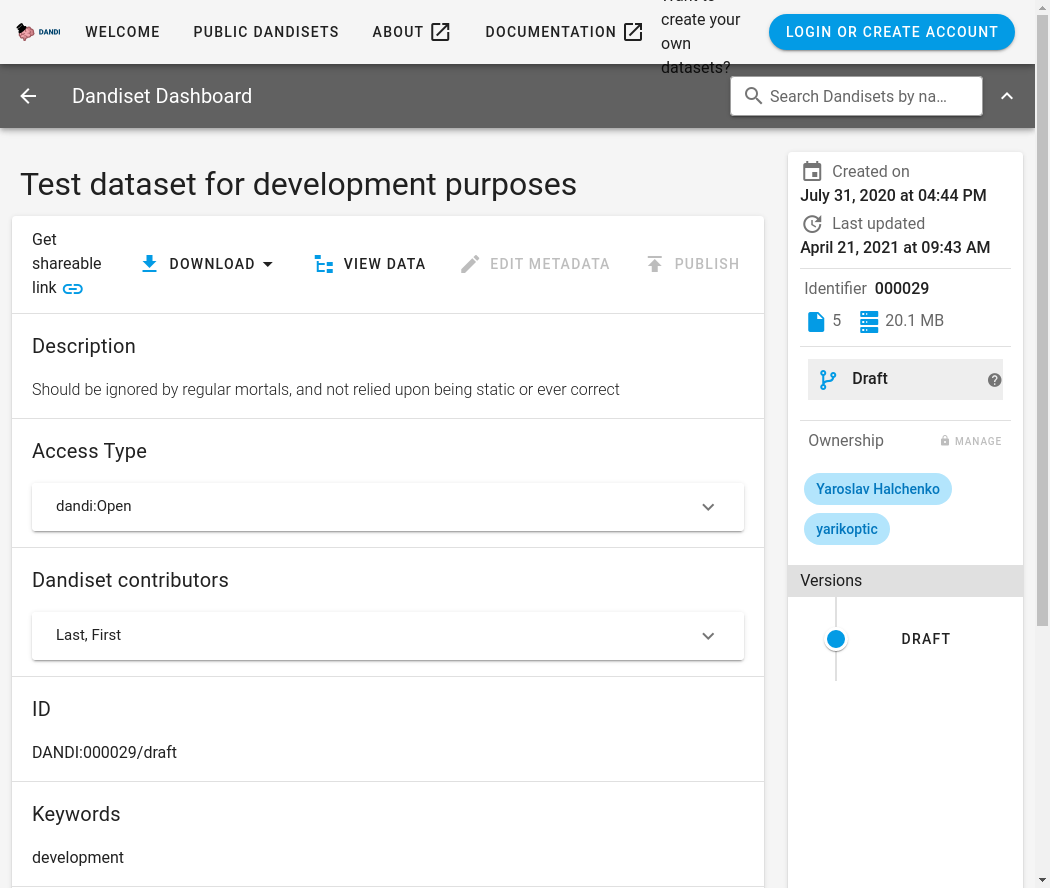 DANDI
WELCOME
PUBLIC DANDISETS
ABOUT
DOCUMENTATION
create your
own
datasets?
LOGIN OR CREATE ACCOUNT
Dandiset Dashboard
Search Dandisets by na…
Test dataset for development purposes
Get
shareable
link
DOWNLOAD
VIEW DATA
EDIT METADATA
PUBLISH
Description
Should be ignored by regular mortals, and not relied upon being static or ever correct
Access Type
dandi:Open
Dandiset contributors
Last, First
ID
DANDI:000029/draft
Keywords
development
Created on
July 31, 2020 at 04:44 PM
Last updated
April 21, 2021 at 09:43 AM
Identifier 000029
5 20.1 MB
Draft
Ownership
MANAGE
Yaroslav Halchenko
yarikoptic
Versions
DRAFT